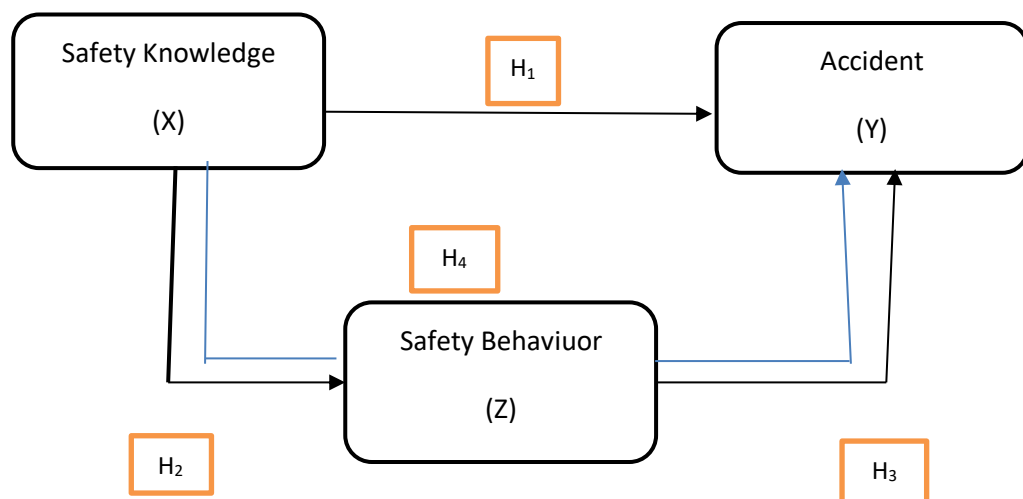 Safety Knowledge
(X)
H₁
Accident
(Y)
H₄
Safety Behaviuor
(Z)
H₂
H₃